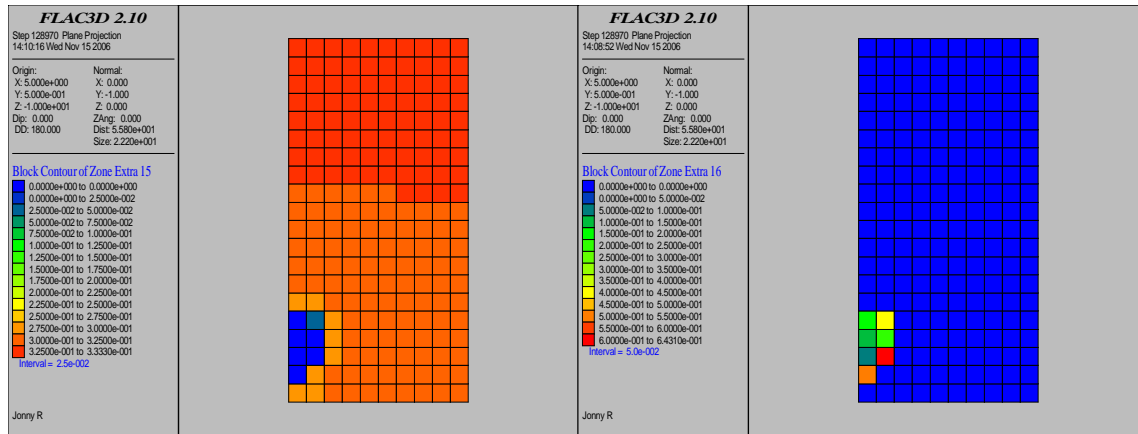 FLAC3D 2.10
Step 128970 Plane Projection
14:10:16 Wed Nov 15 2006
Origin: Normal:
X: 5.000e+000 X: 0.000
Y: 5.000e-001 Y: -1.000
Z: -1.000e+001 Z: 0.000
Dip: 0.000 ZAng: 0.000
DD: 180.000 Dist: 5.580e+001
Size: 2.220e+001
Block Contour of Zone Extra 15
0.0000e+000 to 0.0000e+000
0.0000e+000 to 2.5000e-002
2.5000e-002 to 5.0000e-002
5.0000e-002 to 7.5000e-002
7.5000e-002 to 1.0000e-001
1.0000e-001 to 1.2500e-001
1.2500e-001 to 1.5000e-001
1.5000e-001 to 1.7500e-001
1.7500e-001 to 2.0000e-001
2.0000e-001 to 2.2500e-001
2.2500e-001 to 2.5000e-001
2.5000e-001 to 2.7500e-001
2.7500e-001 to 3.0000e-001
3.0000e-001 to 3.2500e-001
3.2500e-001 to 3.3330e-001
Interval = 2.5e-002
Jonny R
FLAC3D 2.10
Step 128970 Plane Projection
14:08:52 Wed Nov 15 2006
Origin: Normal:
X: 5.000e+000 X: 0.000
Y: 5.000e-001 Y: -1.000
Z: -1.000e+001 Z: 0.000
Dip: 0.000 ZAng: 0.000
DD: 180.000 Dist: 5.580e+001
Size: 2.220e+001
Block Contour of Zone Extra 16
0.0000e+000 to 0.0000e+000
0.0000e+000 to 5.0000e-002
5.0000e-002 to 1.0000e-001
1.0000e-001 to 1.5000e-001
1.5000e-001 to 2.0000e-001
2.0000e-001 to 2.5000e-001
2.5000e-001 to 3.0000e-001
3.0000e-001 to 3.5000e-001
3.5000e-001 to 4.0000e-001
4.0000e-001 to 4.5000e-001
4.5000e-001 to 5.0000e-001
5.0000e-001 to 5.5000e-001
5.5000e-001 to 6.0000e-001
6.0000e-001 to 6.4310e-001
Interval = 5.0e-002
Jonny R